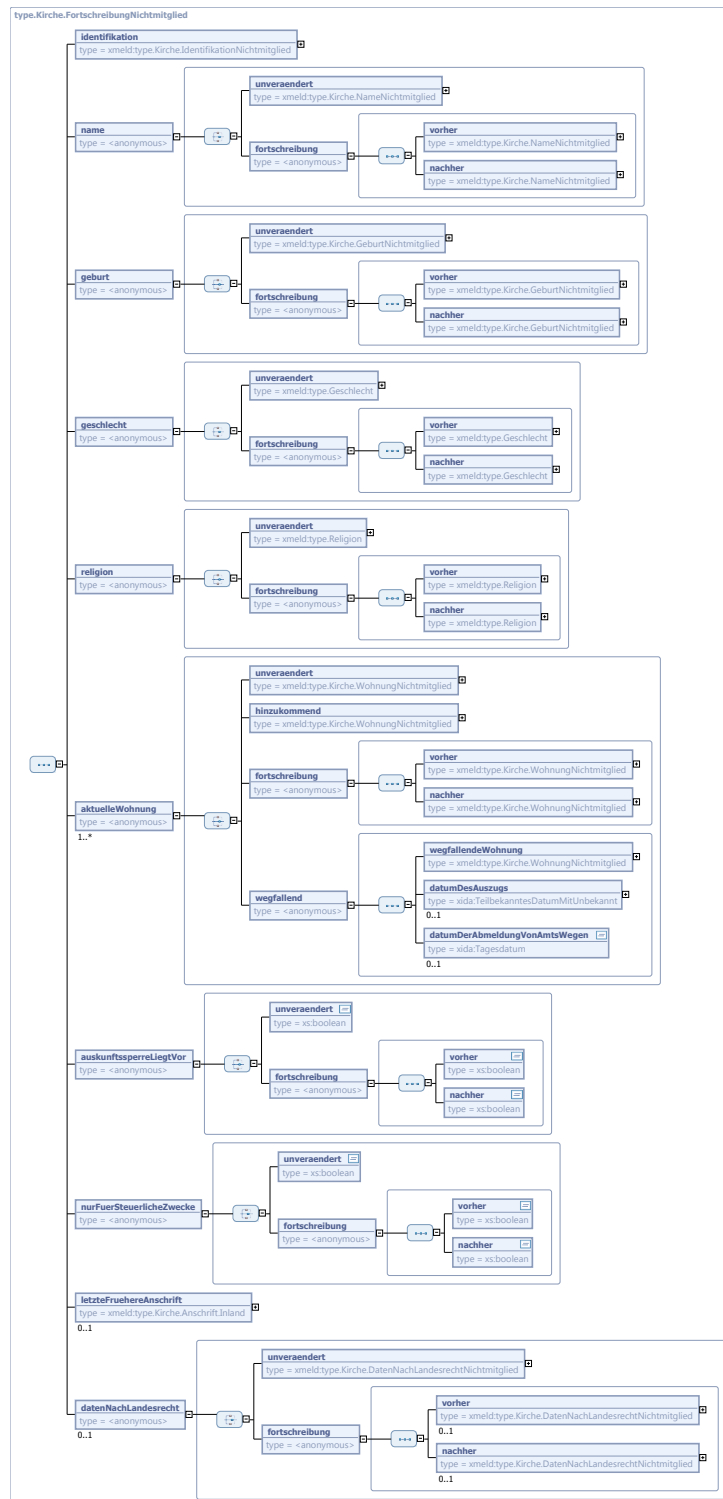 type.Kirche.FortschreibungNichtmitglied
identifikation
type = xmeld:type.Kirche.IdentifikationNichtmitglied
name
type = <anonymous>
unveraendert
type = xmeld:type.Kirche.NameNichtmitglied
fortschreibung
type = <anonymous>
vorher
type = xmeld:type.Kirche.NameNichtmitglied
nachher
type = xmeld:type.Kirche.NameNichtmitglied
geburt
type = <anonymous>
unveraendert
type = xmeld:type.Kirche.GeburtNichtmitglied
fortschreibung
type = <anonymous>
vorher
type = xmeld:type.Kirche.GeburtNichtmitglied
nachher
type = xmeld:type.Kirche.GeburtNichtmitglied
geschlecht
type = <anonymous>
unveraendert
type = xmeld:type.Geschlecht
fortschreibung
type = <anonymous>
vorher
type = xmeld:type.Geschlecht
nachher
type = xmeld:type.Geschlecht
religion
type = <anonymous>
unveraendert
type = xmeld:type.Religion
fortschreibung
type = <anonymous>
vorher
type = xmeld:type.Religion
nachher
type = xmeld:type.Religion
aktuelleWohnung
type = <anonymous>
1..*
unveraendert
type = xmeld:type.Kirche.WohnungNichtmitglied
hinzukommend
type = xmeld:type.Kirche.WohnungNichtmitglied
fortschreibung
type = <anonymous>
vorher
type = xmeld:type.Kirche.WohnungNichtmitglied
nachher
type = xmeld:type.Kirche.WohnungNichtmitglied
wegfallend
type = <anonymous>
wegfallendeWohnung
type = xmeld:type.Kirche.WohnungNichtmitglied
datumDesAuszugs
type = xida:TeilbekanntesDatumMitUnbekannt
0..1
datumDerAbmeldungVonAmtsWegen
type = xida:Tagesdatum
0..1
auskunftssperreLiegtVor
type = <anonymous>
unveraendert
type = xs:boolean
fortschreibung
type = <anonymous>
vorher
type = xs:boolean
nachher
type = xs:boolean
nurFuerSteuerlicheZwecke
type = <anonymous>
unveraendert
type = xs:boolean
fortschreibung
type = <anonymous>
vorher
type = xs:boolean
nachher
type = xs:boolean
letzteFruehereAnschrift
type = xmeld:type.Kirche.Anschrift.Inland
0..1
datenNachLandesrecht
type = <anonymous>
0..1
unveraendert
type = xmeld:type.Kirche.DatenNachLandesrechtNichtmitglied
fortschreibung
type = <anonymous>
vorher
type = xmeld:type.Kirche.DatenNachLandesrechtNichtmitglied
0..1
nachher
type = xmeld:type.Kirche.DatenNachLandesrechtNichtmitglied
0..1